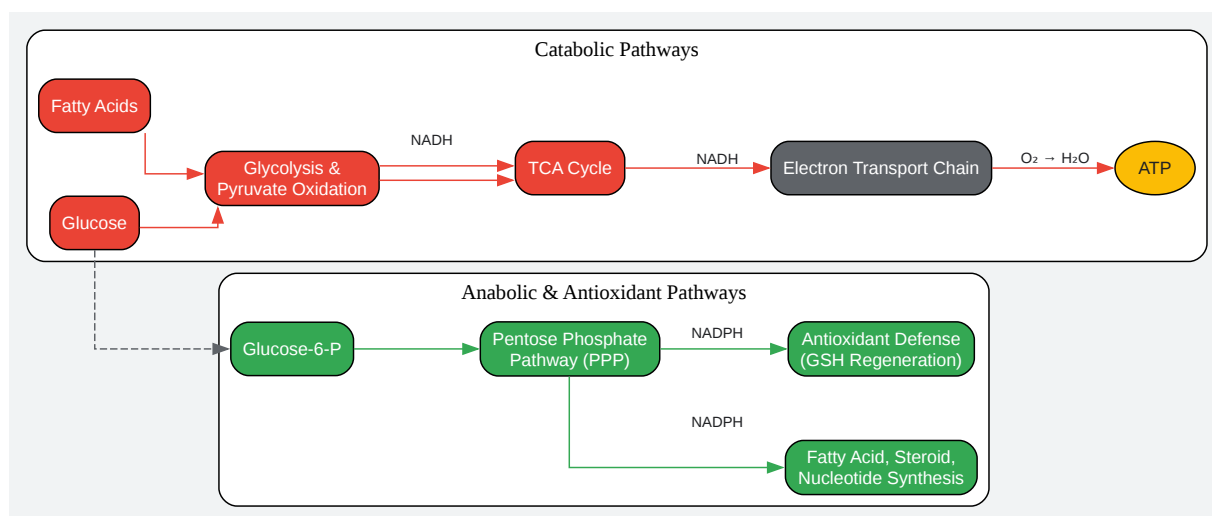 Catabolic Pathways
Fatty Acids
Glucose
Glycolysis &
Pyruvate Oxidation
NADH
TCA Cycle
NADH
Electron Transport Chain
O₂ → H₂O
ATP
Anabolic & Antioxidant Pathways
Glucose-6-P
Pentose Phosphate
Pathway (PPP)
NADPH
Antioxidant Defense
(GSH Regeneration)
NADPH
Fatty Acid, Steroid,
Nucleotide Synthesis